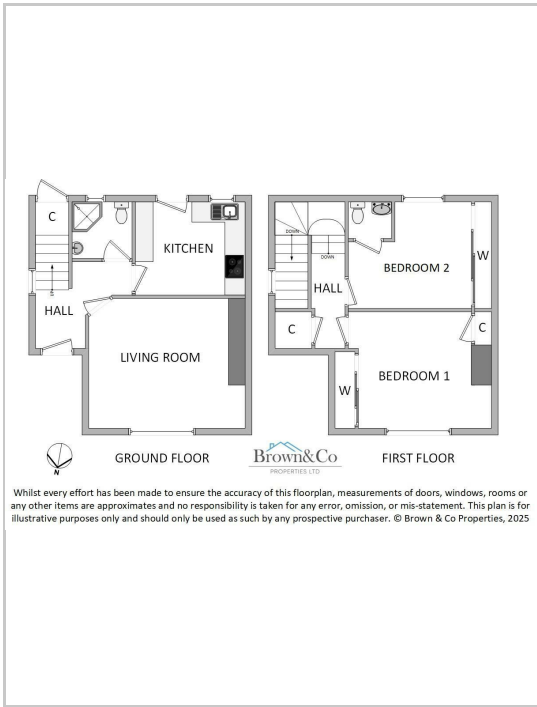 C
KITCHEN
HALL
LIVING ROOM
DOWN
DOWN
W
BEDROOM 2
HALL
C
C
W
BEDROOM 1
N
GROUND FLOOR
Brown&Co
PROPERTIES LTD
FIRST FLOOR
Whilst every effort has been made to ensure the accuracy of this floorplan, measurements of doors, windows, rooms or
any other items are approximates and no responsibility is taken for any error, omission, or mis-statement. This plan is for
illustrative purposes only and should only be used as such by any prospective purchaser. © Brown & Co Properties, 2025